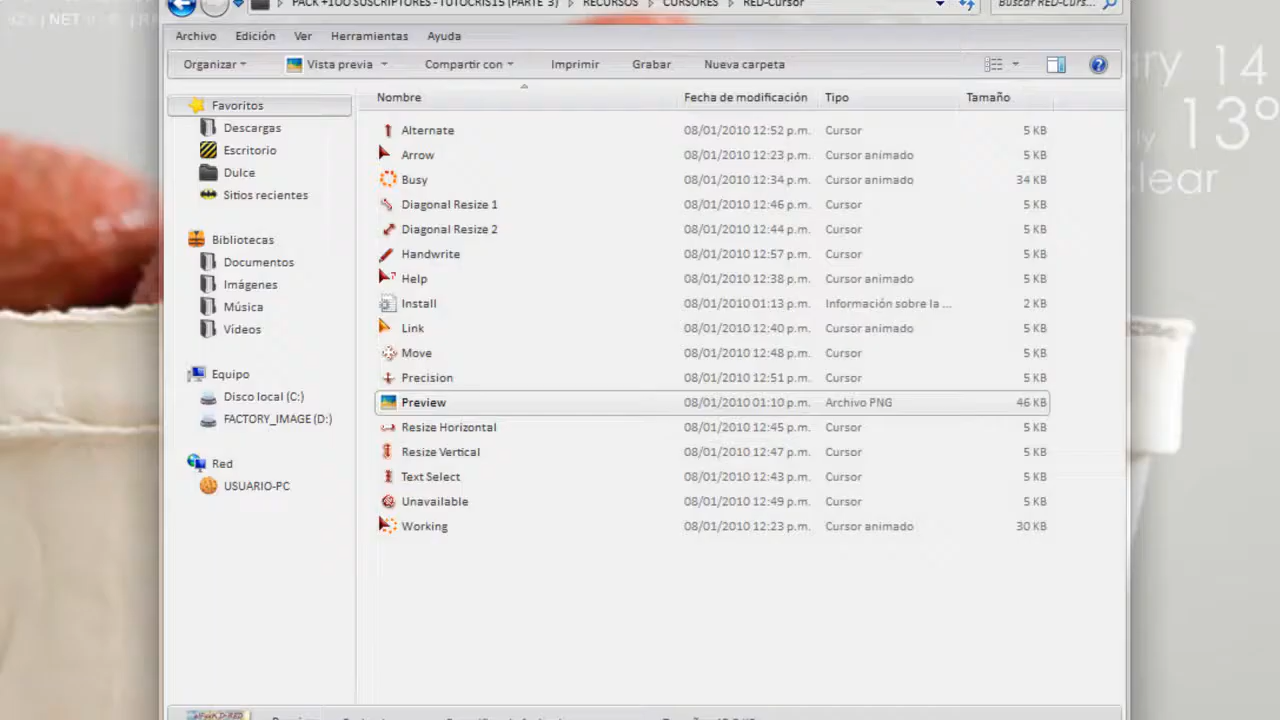 PACK +100 SUSCRIPTORES - TUTOCRIS15 (PARTE 3) RECURSOS CURSORES RED-Cursor Buscar RED-Curs...
NET
Archivo Edición Ver Herramientas Ayuda
Organizar Vista previa Compartir con Imprimir Grabar Nueva carpeta
14
13°
Clear
Nombre Fecha de modificación Tipo Tamaño
Favoritos
Descargas
Escritorio
Dulce
Sitios recientes
Bibliotecas
Documentos
Imágenes
Música
Vídeos
Equipo
Disco local (C:)
FACTORY_IMAGE (D:)
Red
USUARIO-PC
Alternate 08/01/2010 12:52 p.m. Cursor 5 KB
Arrow 08/01/2010 12:23 p.m. Cursor animado 5 KB
Busy 08/01/2010 12:34 p.m. Cursor animado 34 KB
Diagonal Resize 1 08/01/2010 12:46 p.m. Cursor 5 KB
Diagonal Resize 2 08/01/2010 12:44 p.m. Cursor 5 KB
Handwrite 08/01/2010 12:57 p.m. Cursor 5 KB
Help 08/01/2010 12:38 p.m. Cursor animado 5 KB
Install 08/01/2010 01:13 p.m. Información sobre la ... 2 KB
Link 08/01/2010 12:40 p.m. Cursor animado 5 KB
Move 08/01/2010 12:48 p.m. Cursor 5 KB
Precision 08/01/2010 12:51 p.m. Cursor 5 KB
Preview 08/01/2010 01:10 p.m. Archivo PNG 46 KB
Resize Horizontal 08/01/2010 12:45 p.m. Cursor 5 KB
Resize Vertical 08/01/2010 12:47 p.m. Cursor 5 KB
Text Select 08/01/2010 12:43 p.m. Cursor 5 KB
Unavailable 08/01/2010 12:49 p.m. Cursor 5 KB
Working 08/01/2010 12:23 p.m. Cursor animado 30 KB